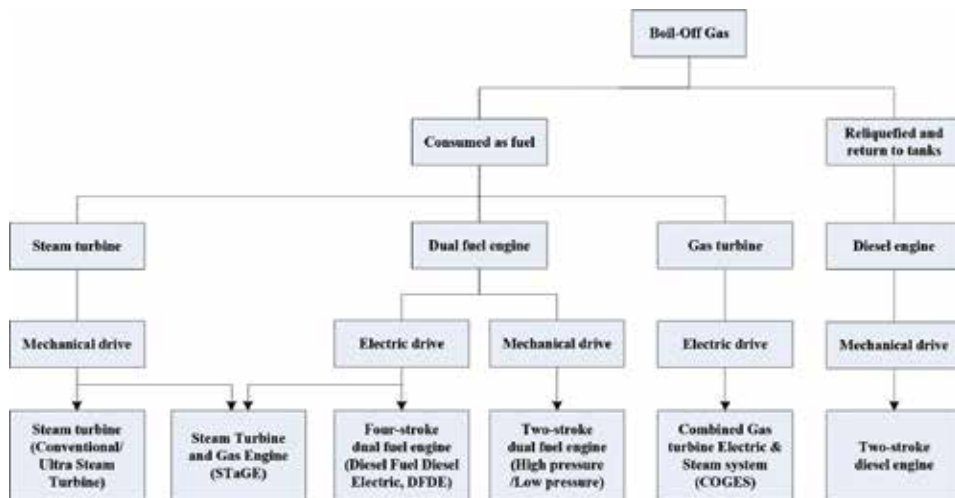 Boil-Off Gas
Consumed as fuel
Reliquefied and
return to tanks
Steam turbine
Dual fuel engine
Gas turbine
Diesel engine
Mechanical drive
Electric drive
Mechanical drive
Electric drive
Mechanical drive
Steam turbine
(Conventional/
Ultra Steam
Turbine)
Steam Turbine
and Gas Engine
(STaGE)
Four-stroke
dual fuel engine
(Diesel Fuel Diesel
Electric, DFDE)
Two-stroke
dual fuel engine
(High pressure
/Low pressure)
Combined Gas
turbine Electric &
Steam system
(COGES)
Two-stroke
diesel engine